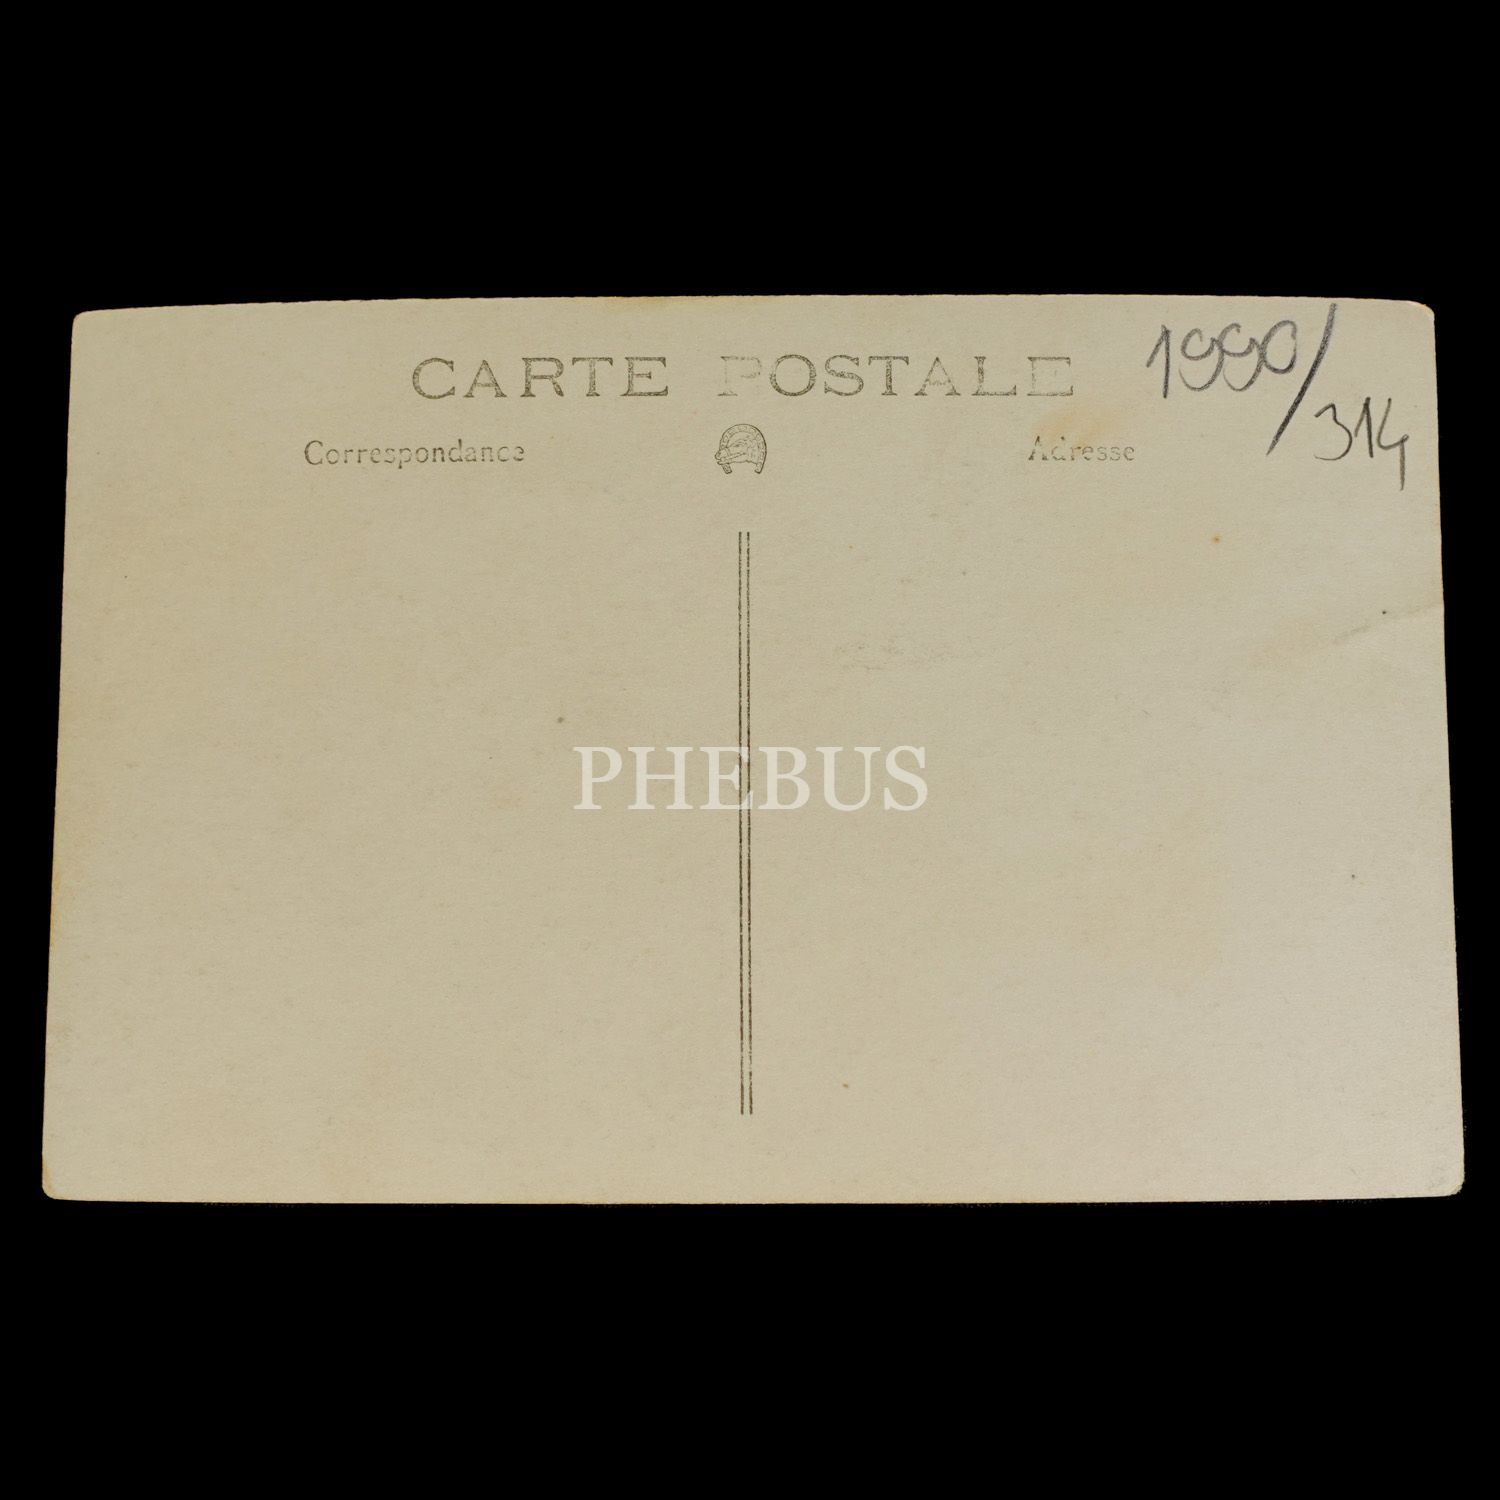 CARTE POSTALE
1990/314
Correspondance
Adresse
PHEBUS